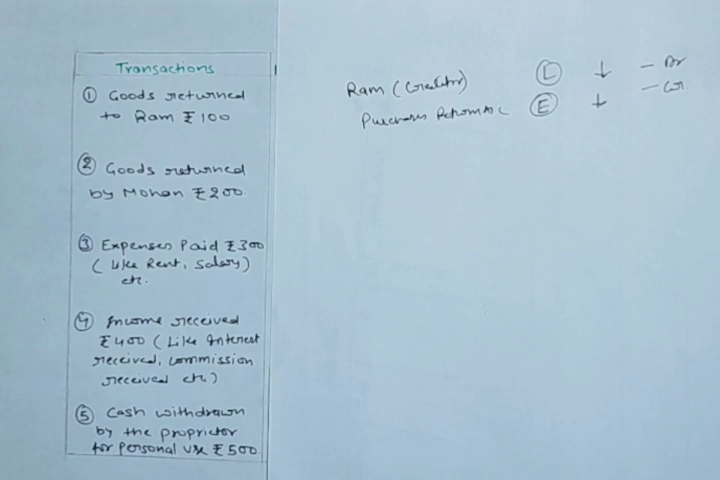 Transactions
① Goods returned
to Ram ₹100
② Goods returned
by Mohan ₹200.
③ Expenses Paid ₹300
(Like Rent, Salary)
etc.
④ Income received
₹400 (Like Interest
received, commission
received etc)
⑤ Cash withdrawn
by the proprietor
for Personal use ₹500.
Ram (Creditor) Ⓛ ↓ - Dr
Purchases Return A/c Ⓔ ↓ - Cr